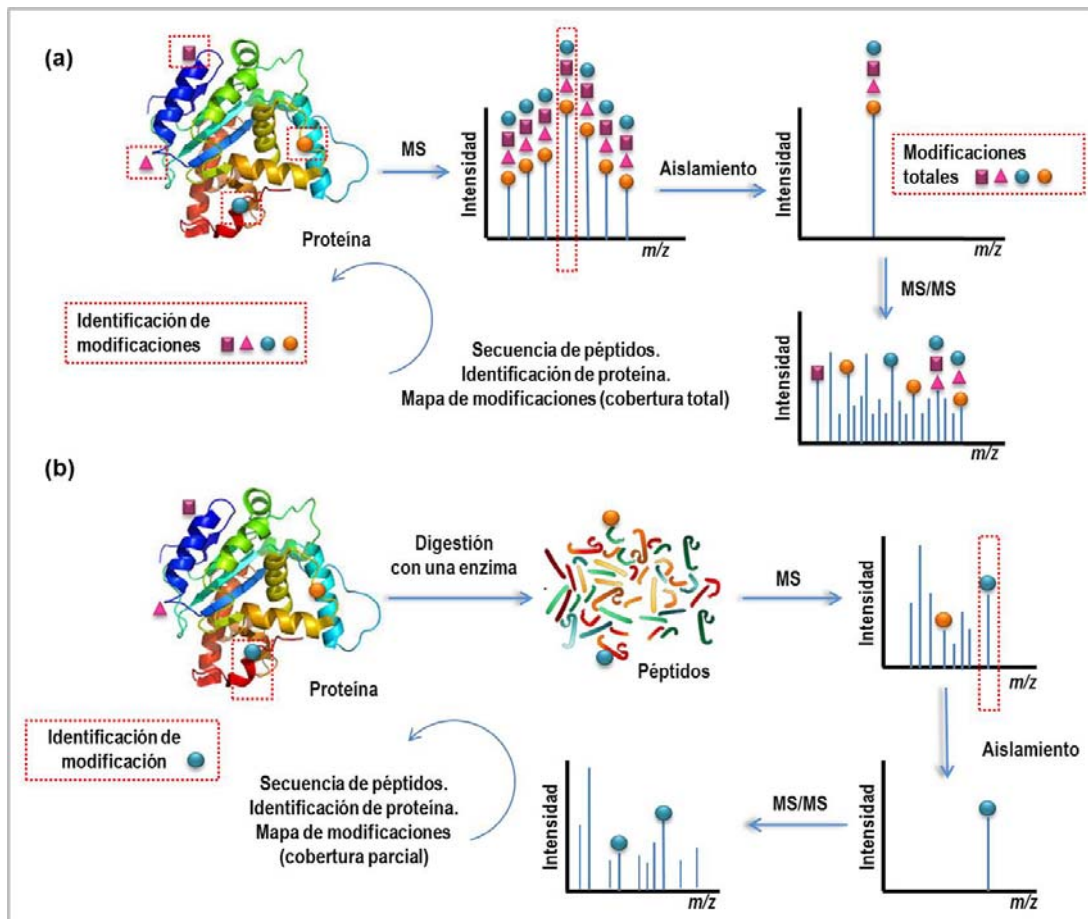 (a)
MS
Intensidad
m/z
Aislamiento
Intensidad
m/z
Modificaciones
totales
Proteína
MS/MS
Identificación de
modificaciones
Secuencia de péptidos.
Identificación de proteína.
Mapa de modificaciones (cobertura total)
Intensidad
m/z
(b)
Proteína
Digestión
con una enzima
Péptidos
MS
Intensidad
m/z
Aislamiento
Identificación de
modificación
Secuencia de péptidos.
Identificación de proteína.
Mapa de modificaciones
(cobertura parcial)
Intensidad
m/z
MS/MS
Intensidad
m/z